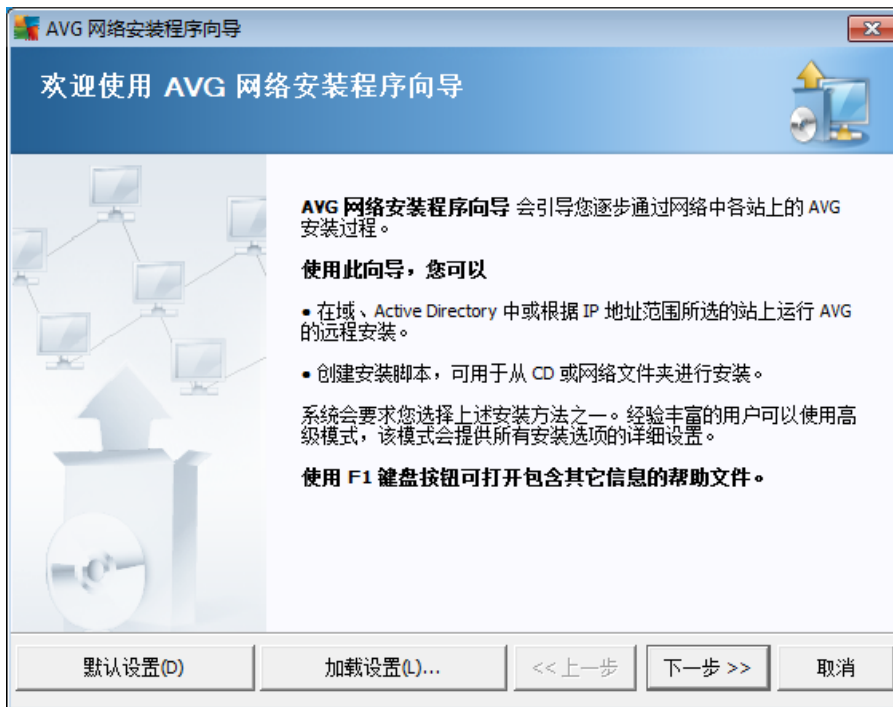 AVG 网络安装程序向导
欢迎使用 AVG 网络安装程序向导
AVG 网络安装程序向导 会引导您逐步通过网络中各站上的 AVG
安装过程。
使用此向导，您可以
• 在域、Active Directory 中或根据 IP 地址范围所选的站上运行 AVG
的远程安装。
• 创建安装脚本，可用于从 CD 或网络文件夹进行安装。
系统会要求您选择上述安装方法之一。经验丰富的用户可以使用高
级模式，该模式会提供所有安装选项的详细设置。
使用 F1 键盘按钮可打开包含其它信息的帮助文件。
默认设置(D) 加载设置(L)... <<上一步 下一步 >> 取消